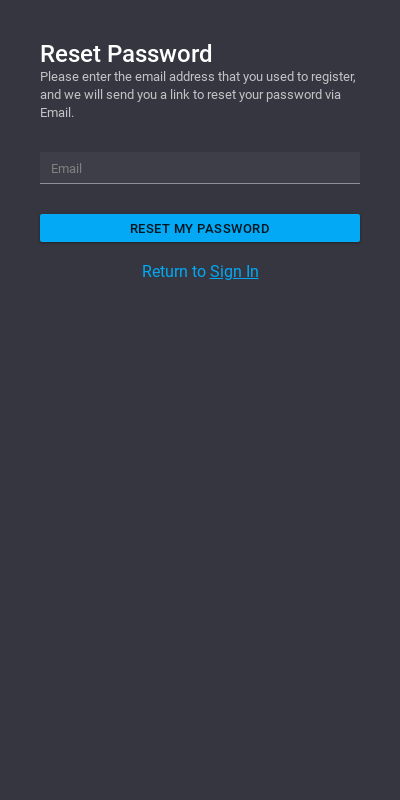 Reset Password
Please enter the email address that you used to register,
and we will send you a link to reset your password via
Email.
Email
RESET MY PASSWORD
Return to Sign In